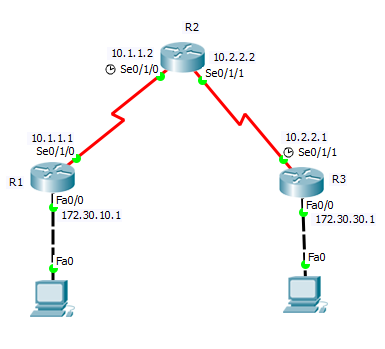 R2
10.1.1.2
10.2.2.2
Se0/1/0
Se0/1/1
10.1.1.1
Se0/1/0
10.2.2.1
Se0/1/1
R1
R3
Fa0/0
172.30.10.1
Fa0/0
172.30.30.1
Fa0
Fa0